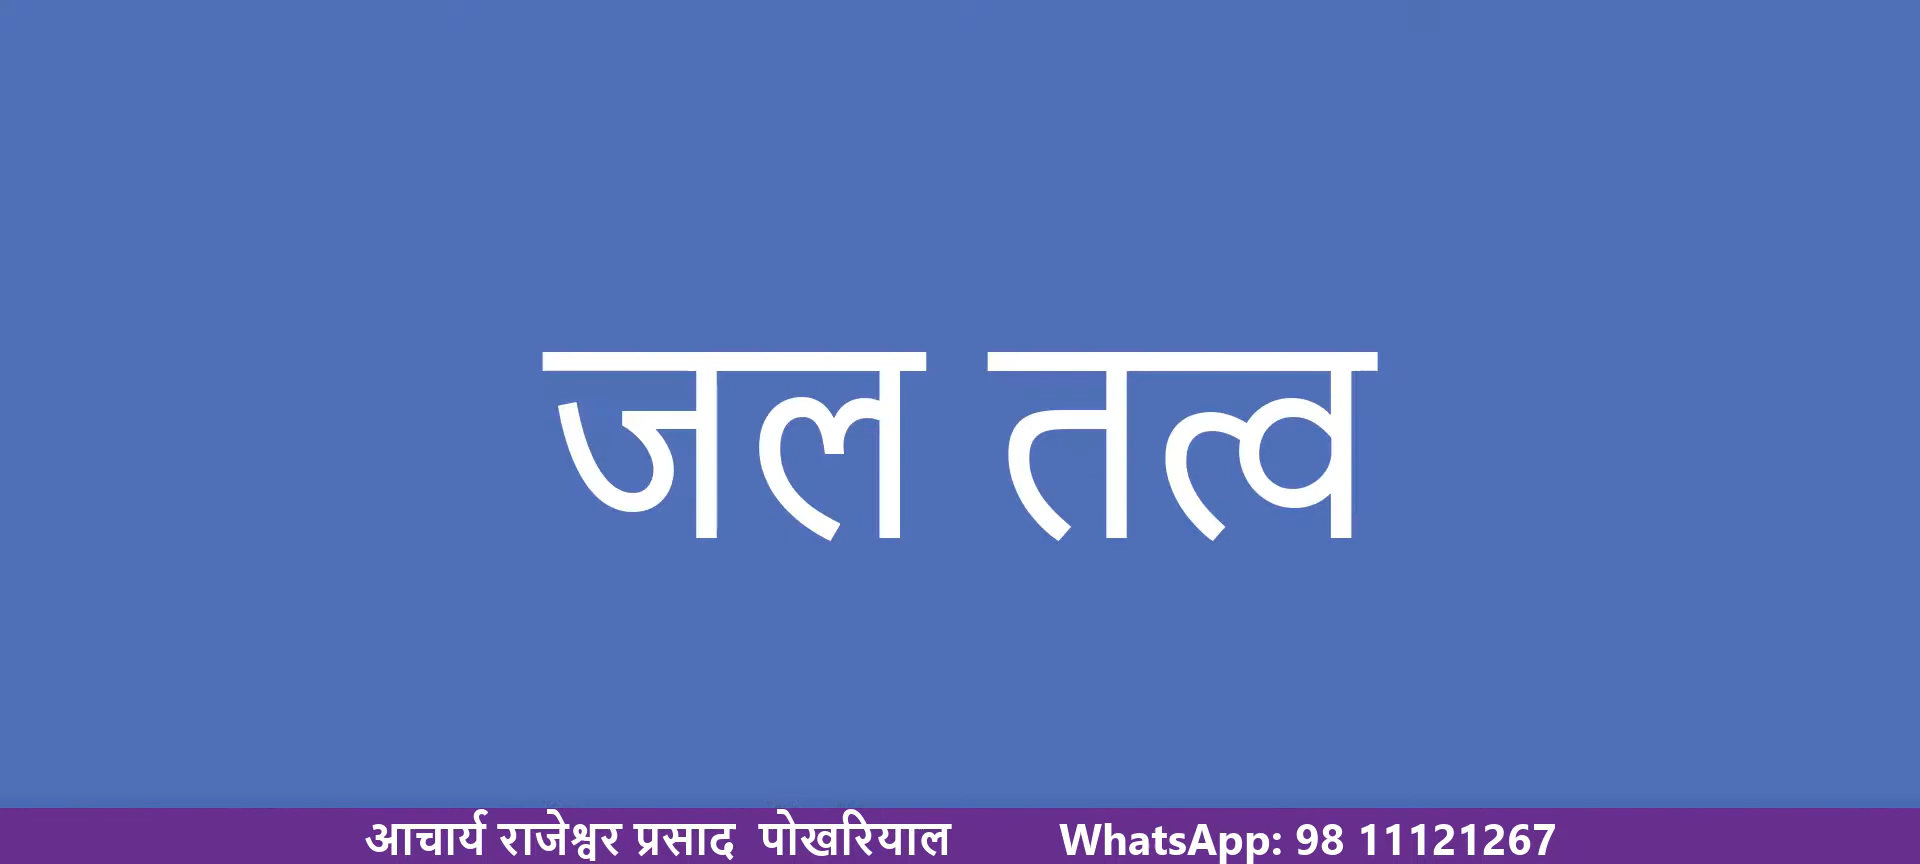 जल तत्व
आचार्य राजेश्वर प्रसाद पोखरियाल WhatsApp: 98 11121267